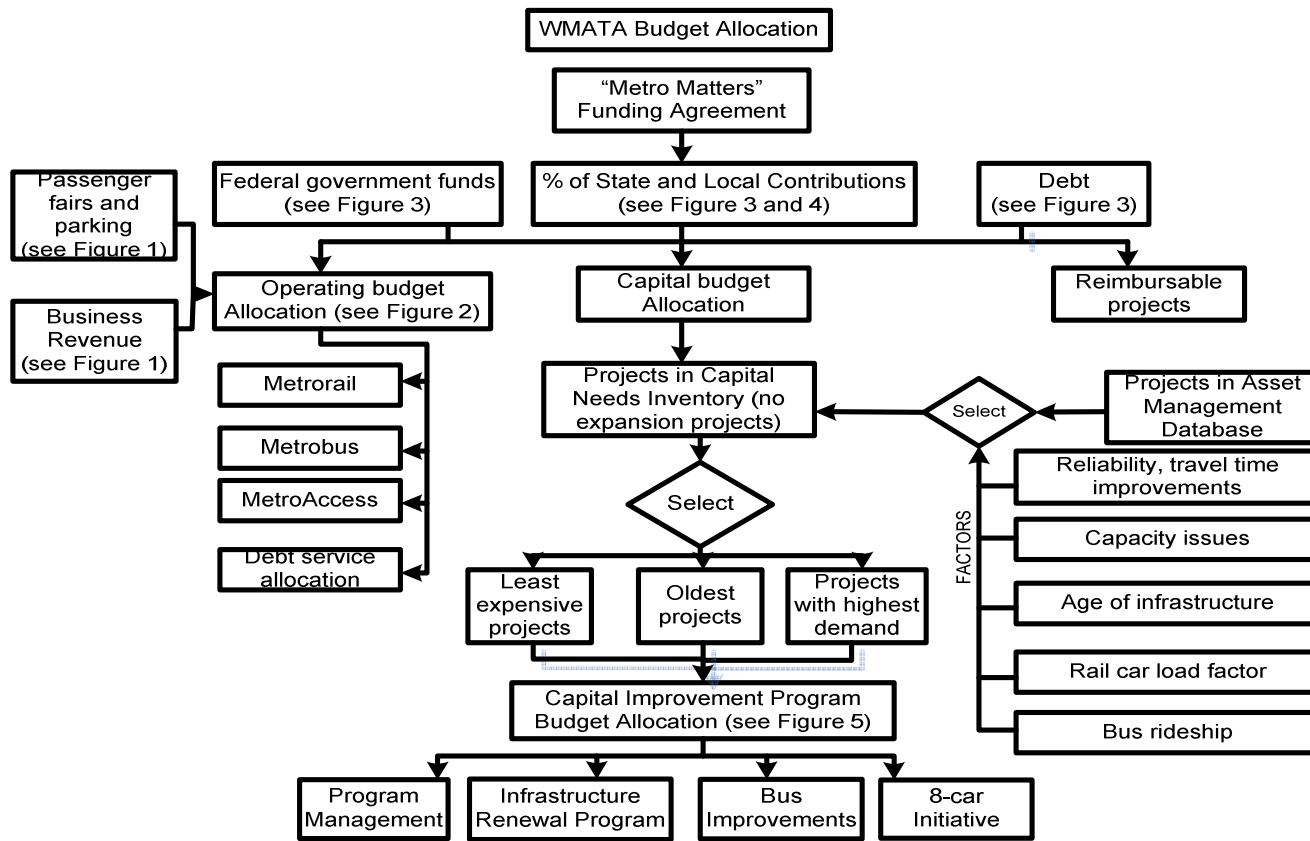 WMATA Budget Allocation
“Metro Matters”
Funding Agreement
Passenger
fairs and
parking
(see Figure 1)
Federal government funds
(see Figure 3)
% of State and Local Contributions
(see Figure 3 and 4)
Debt
(see Figure 3)
Business
Revenue
(see Figure 1)
Operating budget
Allocation (see Figure 2)
Capital budget
Allocation
Reimbursable
projects
Metrorail
Metrobus
MetroAccess
Debt service
allocation
Projects in Capital
Needs Inventory (no
expansion projects)
Select
Projects in Asset
Management
Database
Select
FACTORS
Reliability, travel time
improvements
Capacity issues
Age of infrastructure
Rail car load factor
Bus rideship
Least
expensive
projects
Oldest
projects
Projects
with highest
demand
Capital Improvement Program
Budget Allocation (see Figure 5)
Program
Management
Infrastructure
Renewal Program
Bus
Improvements
8-car
Initiative